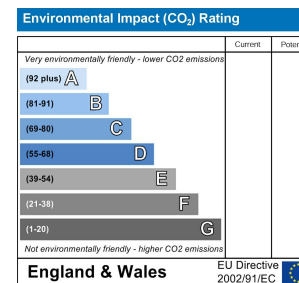 Environmental Impact (CO₂) Rating
Current Poten
Very environmentally friendly - lower CO2 emissions
(92 plus) A
(81-91) B
(69-80) C
(55-68) D
(39-54) E
(21-38) F
(1-20) G
Not environmentally friendly - higher CO2 emissions
England & Wales
EU Directive
2002/91/EC